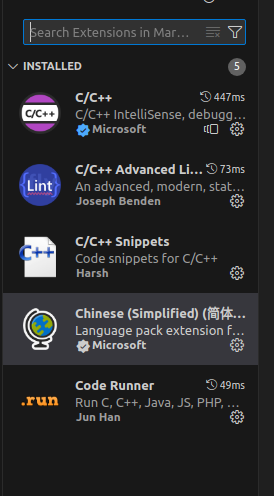 Search Extensions in Mar...
INSTALLED
5
C/C++
447ms
C/C++
C/C++ IntelliSense, debugg...
Microsoft
C/C++ Advanced Li...
73ms
Lint
An advanced, modern, stat...
Joseph Benden
C/C++ Snippets
C++
Code snippets for C/C++
Harsh
Chinese (Simplified) (简体...
Language pack extension f...
Microsoft
Code Runner
49ms
.run
Run C, C++, Java, JS, PHP, ...
Jun Han